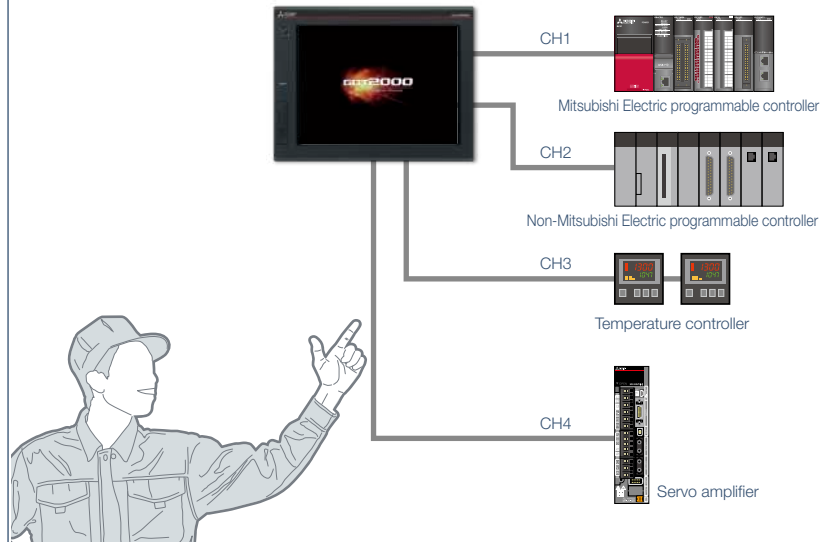 GOT2000
CH1
Mitsubishi Electric programmable controller
CH2
Non-Mitsubishi Electric programmable controller
CH3
Temperature controller
CH4
Servo amplifier